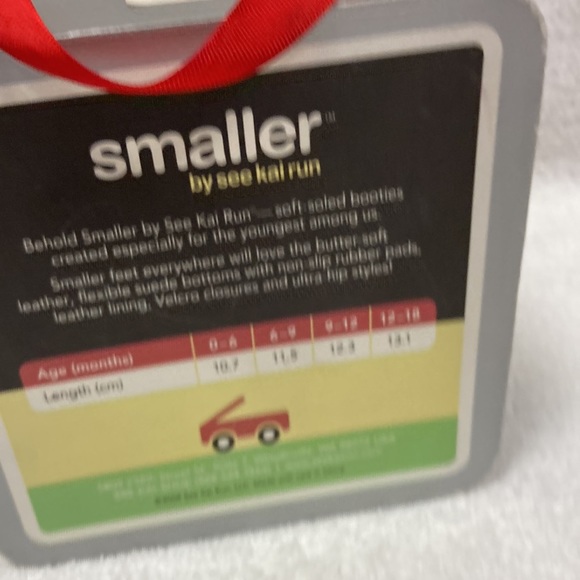 smaller™
by see kai run
Behold Smaller by See Kai Run™— soft-soled booties
created especially for the youngest among us.
Smaller feet everywhere will love the butter-soft
leather, flexible suede bottoms with non-slip rubber pads,
leather lining, Velcro closures and ultra hip styles!
Age (months) 0-6 6-9 9-12 12-18
Length (cm) 10.7 11.5 12.3 13.1